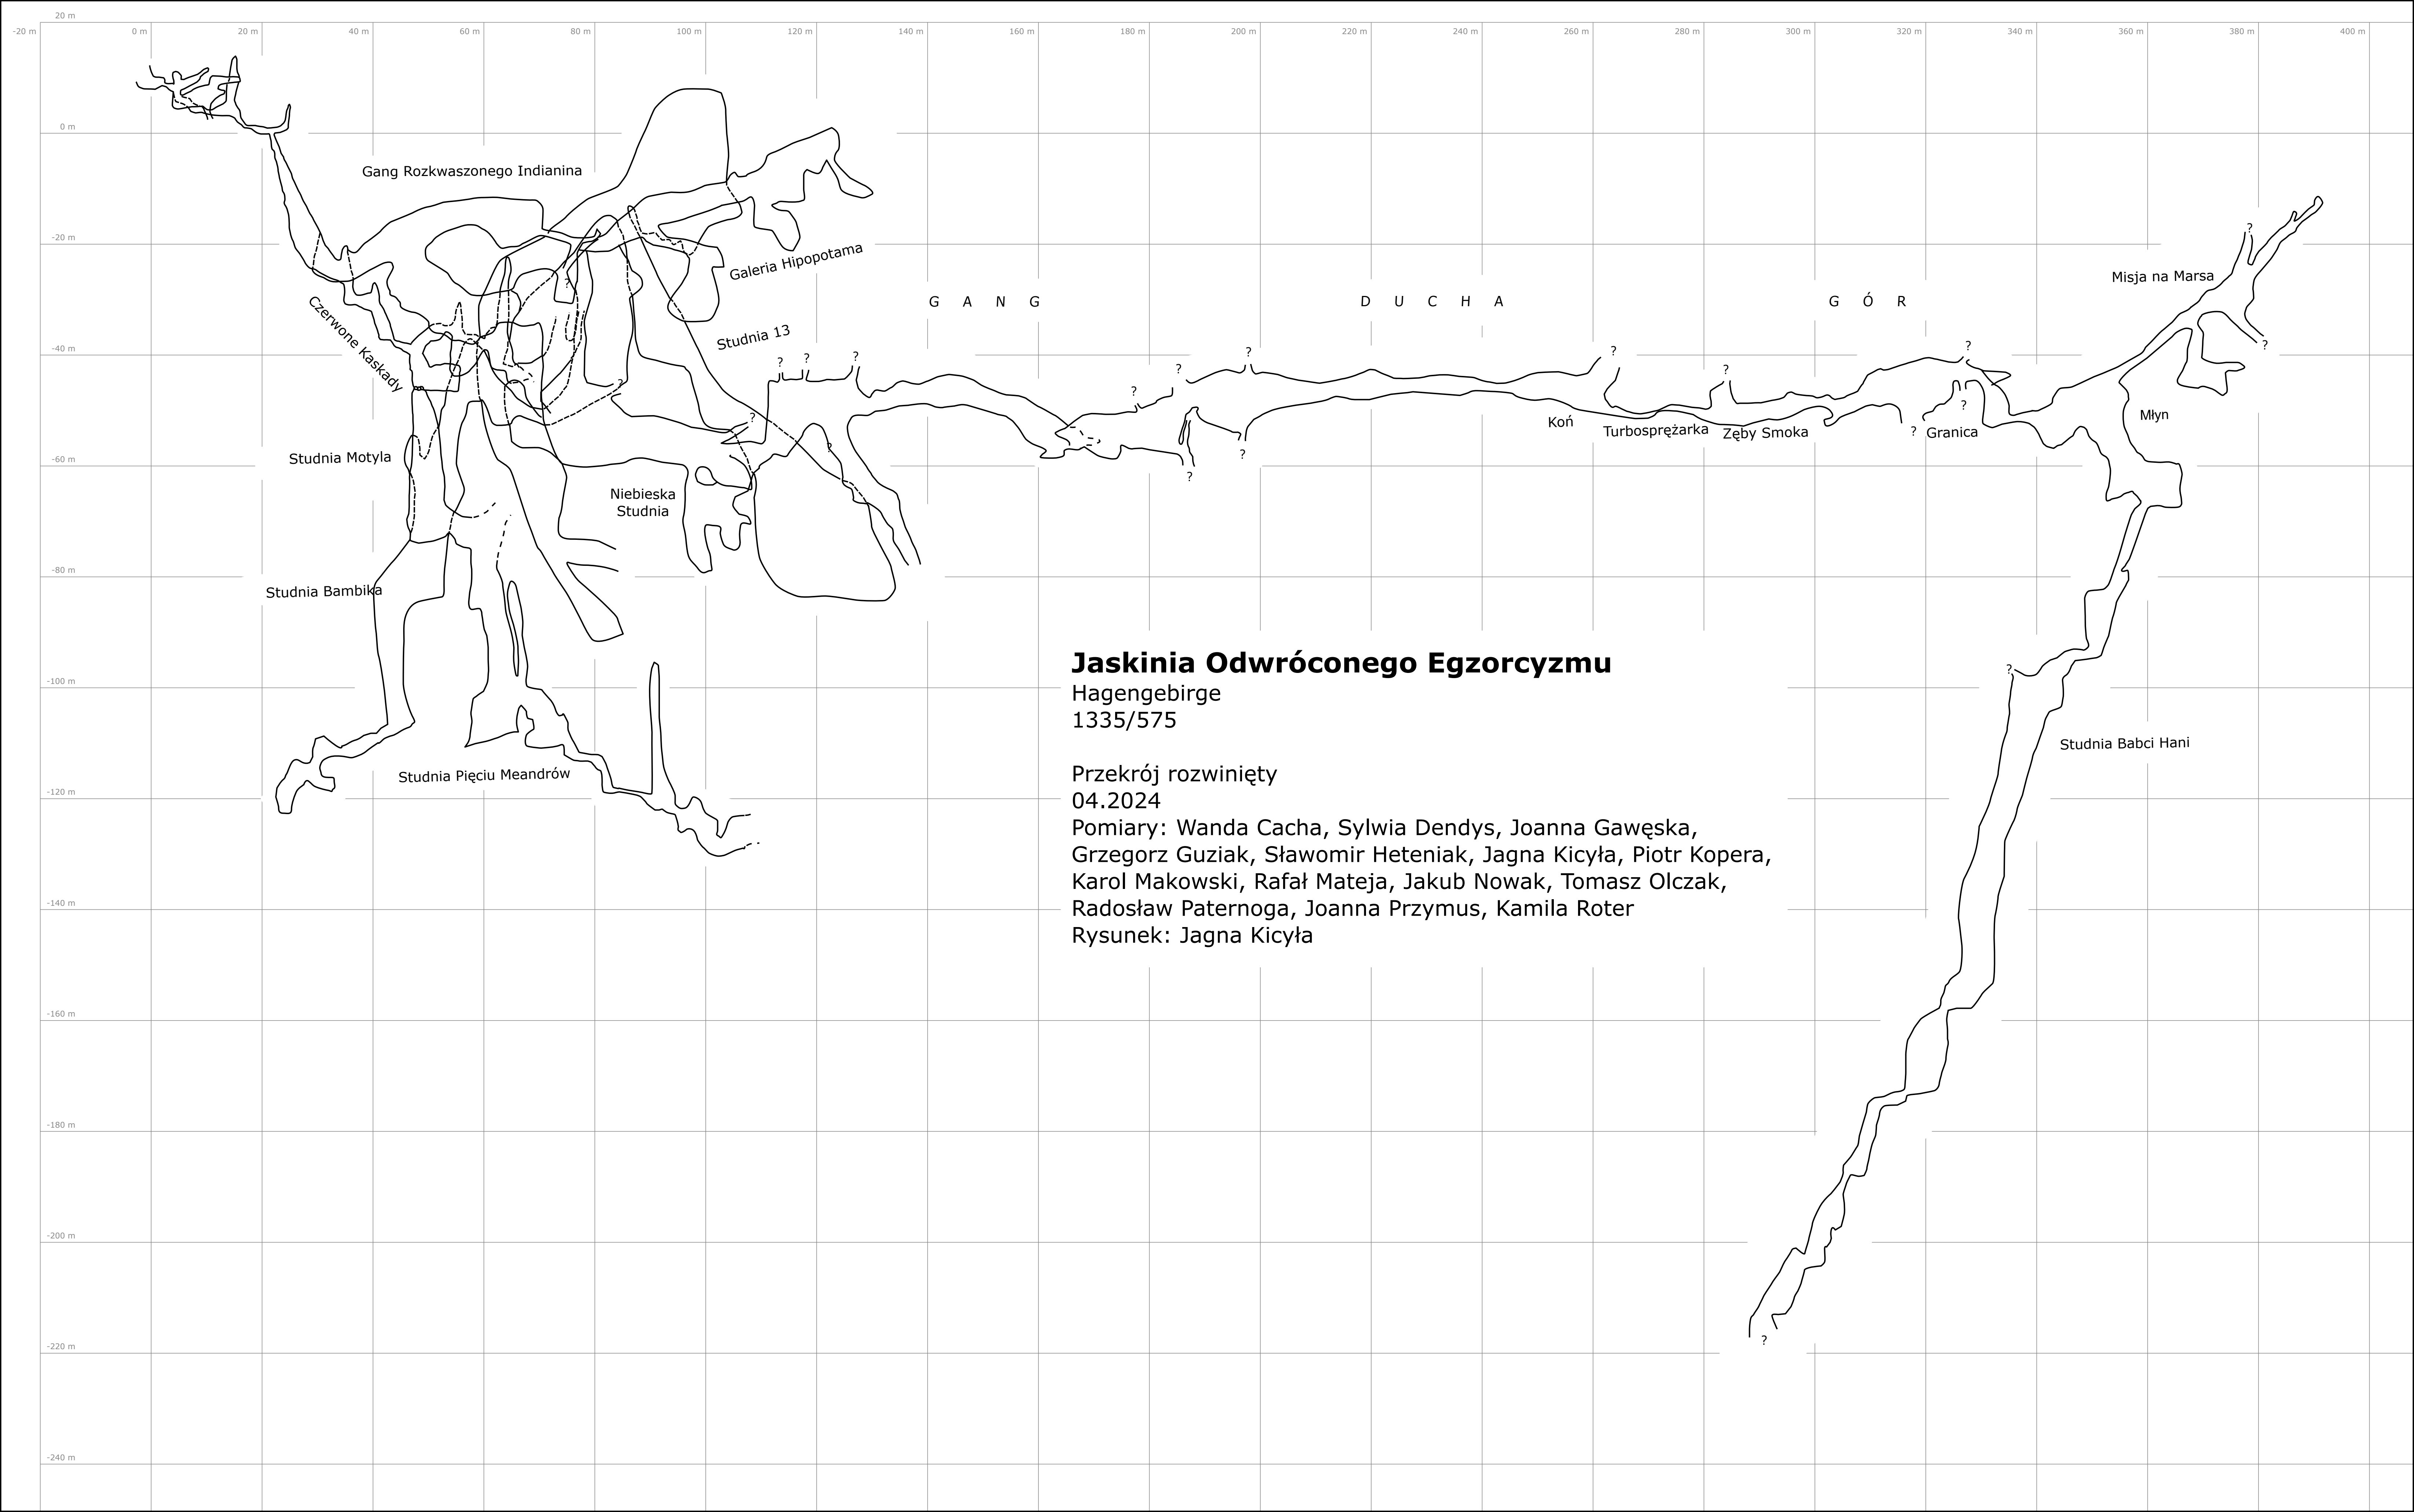 20 m
-20 m 0 m 20 m 40 m 60 m 80 m 100 m 120 m 140 m 160 m 180 m 200 m 220 m 240 m 260 m 280 m 300 m 320 m 340 m 360 m 380 m 400 m
0 m
Gang Rozkwaszonego Indianina
-20 m
?
Galeria Hipopotama
Misja na Marsa
?
G A N G
D U C H A
G Ó R
Czerwone Kaskady
Studnia 13
-40 m
? ? ? ? ? ? ? ? ? ?
?
?
?
?
Młyn
Koń
Turbosprężarka
Zęby Smoka
?
Granica
?
?
?
Studnia Motyla
-60 m
Niebieska
Studnia
-80 m
Studnia Bambika
-100 m
?
Jaskinia Odwróconego Egzorcyzmu
Hagengebirge
1335/575
Przekrój rozwinięty
04.2024
Pomiary: Wanda Cacha, Sylwia Dendys, Joanna Gawęska,
Grzegorz Guziak, Sławomir Heteniak, Jagna Kicyła, Piotr Kopera,
Karol Makowski, Rafał Mateja, Jakub Nowak, Tomasz Olczak,
Radosław Paternoga, Joanna Przymus, Kamila Roter
Rysunek: Jagna Kicyła
Studnia Babci Hani
Studnia Pięciu Meandrów
-120 m
-140 m
-160 m
-180 m
-200 m
-220 m
?
-240 m